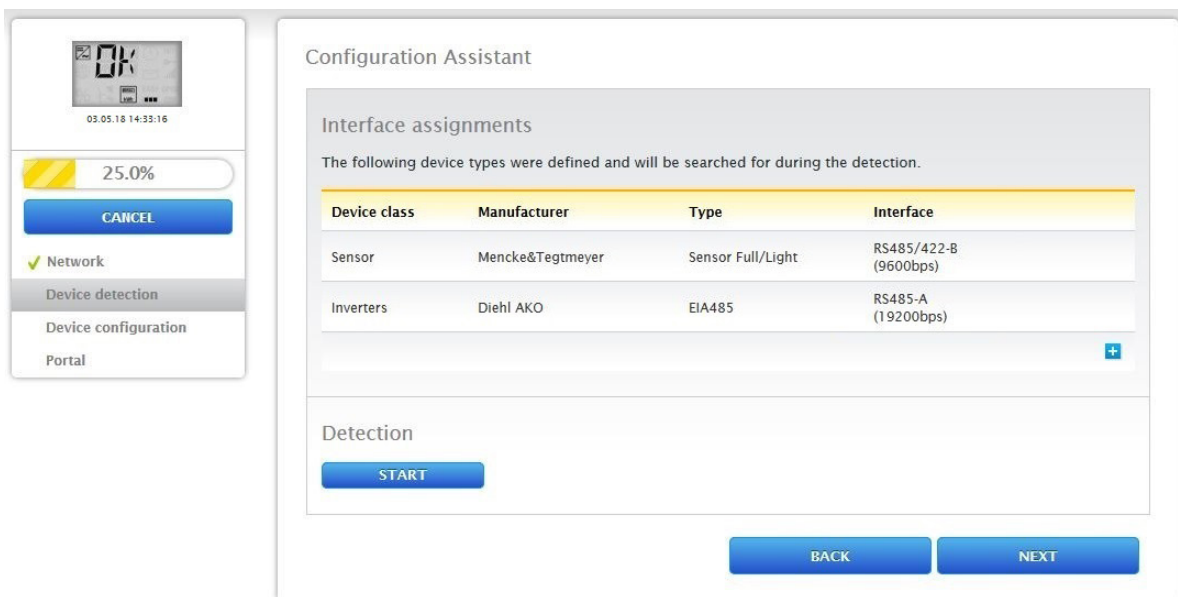 OK
03.05.18 14:33:16
25.0%
CANCEL
Network
Device detection
Device configuration
Portal
Configuration Assistant
Interface assignments
The following device types were defined and will be searched for during the detection.
Device class Manufacturer Type Interface
Sensor Mencke&Tegtmeyer Sensor Full/Light RS485/422-B
(9600bps)
Inverters Diehl AKO EIA485 RS485-A
(19200bps)
Detection
START
BACK NEXT